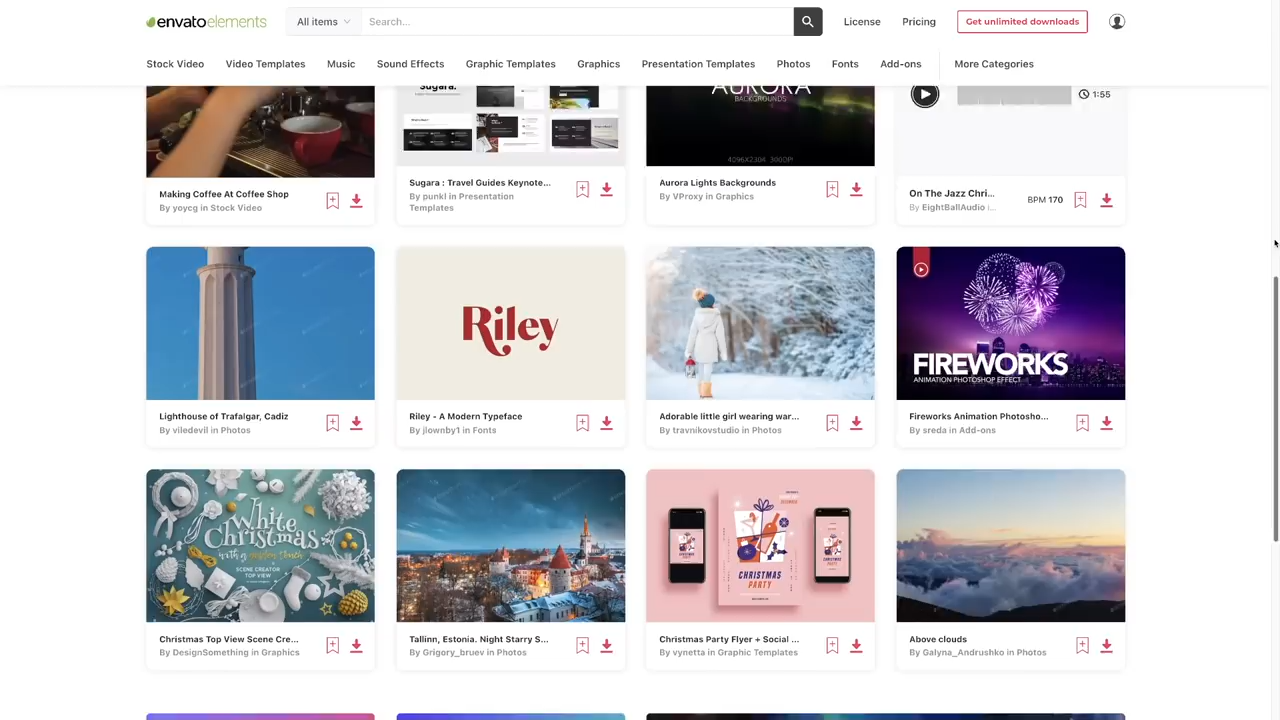 envatoelements
All items
Search...
License
Pricing
Get unlimited downloads
Stock Video
Video Templates
Music
Sound Effects
Graphic Templates
Graphics
Presentation Templates
Photos
Fonts
Add-ons
More Categories
Sugara.
AURORA
BACKGROUNDS
1:55
Making Coffee At Coffee Shop
By yoycg in Stock Video
Sugara : Travel Guides Keynote...
By punkl in Presentation
Templates
Aurora Lights Backgrounds
By VProxy in Graphics
On The Jazz Chri...
By EightBallAudio i...
BPM 170
Riley
FIREWORKS
ANIMATION PHOTOSHOP EFFECT
Lighthouse of Trafalgar, Cadiz
By viledevil in Photos
Riley - A Modern Typeface
By jlownby1 in Fonts
Adorable little girl wearing war...
By travnikovstudio in Photos
Fireworks Animation Photosho...
By sreda in Add-ons
White
Christmas
SCENE CREATOR
TOP VIEW
CHRISTMAS
PARTY
Christmas Top View Scene Cre...
By DesignSomething in Graphics
Tallinn, Estonia. Night Starry S...
By Grigory_bruev in Photos
Christmas Party Flyer + Social ...
By vynetta in Graphic Templates
Above clouds
By Galyna_Andrushko in Photos